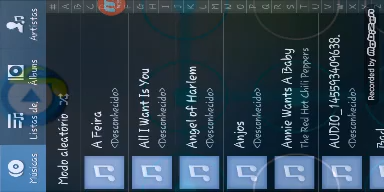 Músicas
Listas de
Álbuns
Artistas
Modo aleatório
A Feira
<Desconhecido>
All I Want Is You
<Desconhecido>
Angel of Harlem
<Desconhecido>
Anjos
<Desconhecido>
Annie Wants A Baby
The Red Hot Chili Peppers
AUDIO_145593409638.
<Desconhecido>
Recorded by